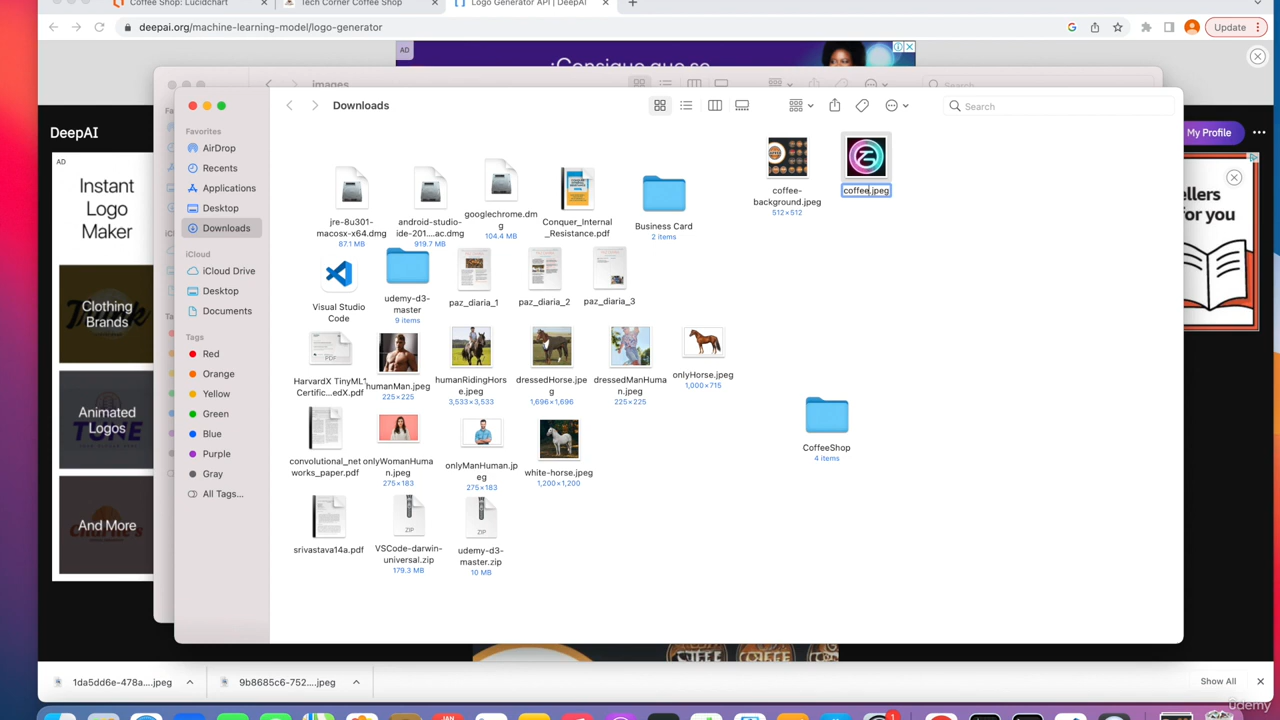 Coffee Shop: Lucidchart
Tech Corner Coffee Shop
Logo Generator API | DeepAI
deepai.org/machine-learning-model/logo-generator
Update
AD
¡Consigue que se
images
Search
Downloads
Search
DeepAI
My Profile
AD
Instant
Logo
Maker
Clothing
Brands
Animated
Logos
And More
Favorites
AirDrop
Recents
Applications
Desktop
Downloads
iCloud
iCloud Drive
Desktop
Documents
Tags
Red
Orange
Yellow
Green
Blue
Purple
Gray
All Tags...
jre-8u301-
macosx-x64.dmg
87.1 MB
android-studio-
ide-201....ac.dmg
919.7 MB
googlechrome.dm
g
104.4 MB
Conquer_Internal
_Resistance.pdf
Business Card
2 items
coffee-
background.jpeg
512×512
coffee.jpeg
Visual Studio
Code
udemy-d3-
master
9 items
paz_diaria_1
paz_diaria_2
paz_diaria_3
HarvardX TinyML1
Certific...edX.pdf
humanMan.jpeg
225×225
humanRidingHors
e.jpeg
3,533×3,533
dressedHorse.jpe
g
1,696×1,696
dressedManHuma
n.jpeg
225×225
onlyHorse.jpeg
1,000×715
CoffeeShop
4 items
convolutional_net
works_paper.pdf
onlyWomanHuma
n.jpeg
275×183
onlyManHuman.jp
eg
275×183
white-horse.jpeg
1,200×1,200
srivastava14a.pdf
VSCode-darwin-
universal.zip
179.3 MB
ZIP
udemy-d3-
master.zip
10 MB
ZIP
sellers
for you
1da5dd6e-478a....jpeg
9b8685c6-752....jpeg
Show All
JAN
1
udemy